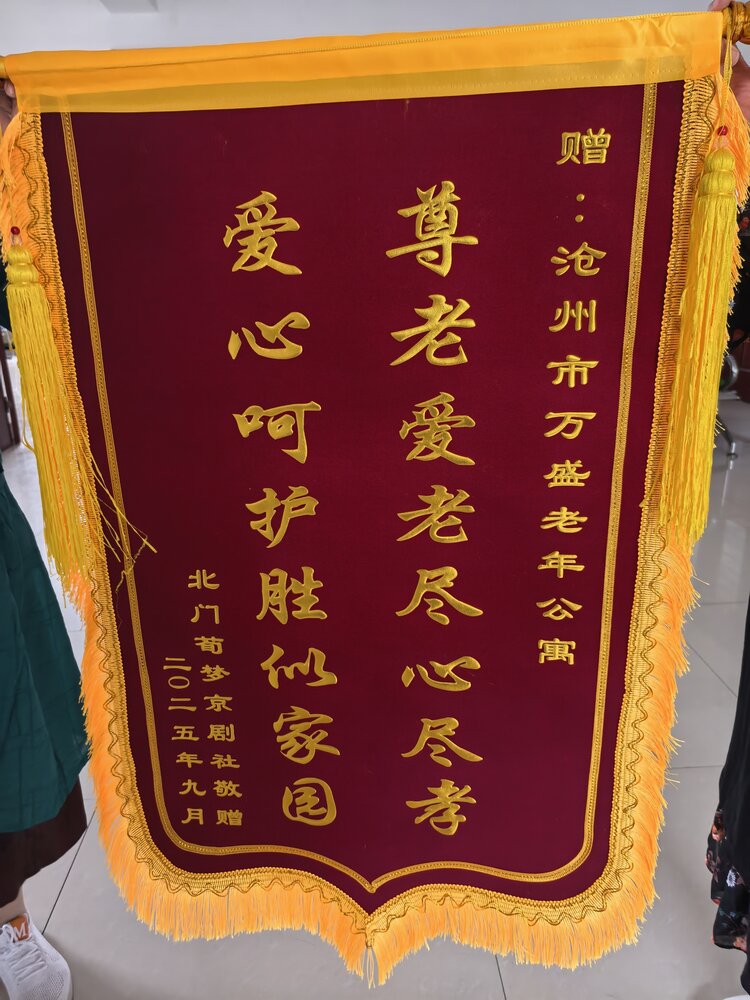 赠：沧州市万盛老年公寓
尊老爱老尽心尽孝
爱心呵护胜似家园
北门荀梦京剧社敬赠
二〇二五年九月